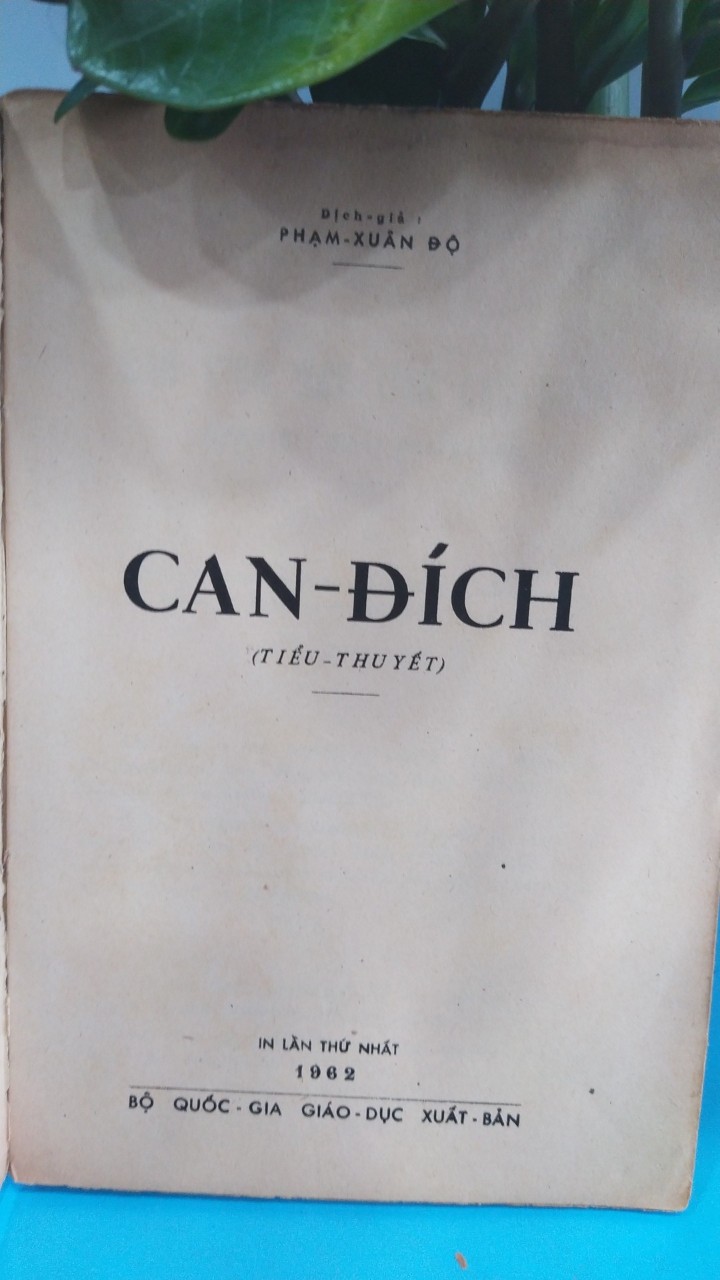 Dịch-giả :
PHẠM-XUÂN ĐỘ
CAN-ĐÍCH
(TIỂU-THUYẾT)
IN LẦN THỨ NHẤT
1962
BỘ QUỐC-GIA GIÁO-DỤC XUẤT-BẢN